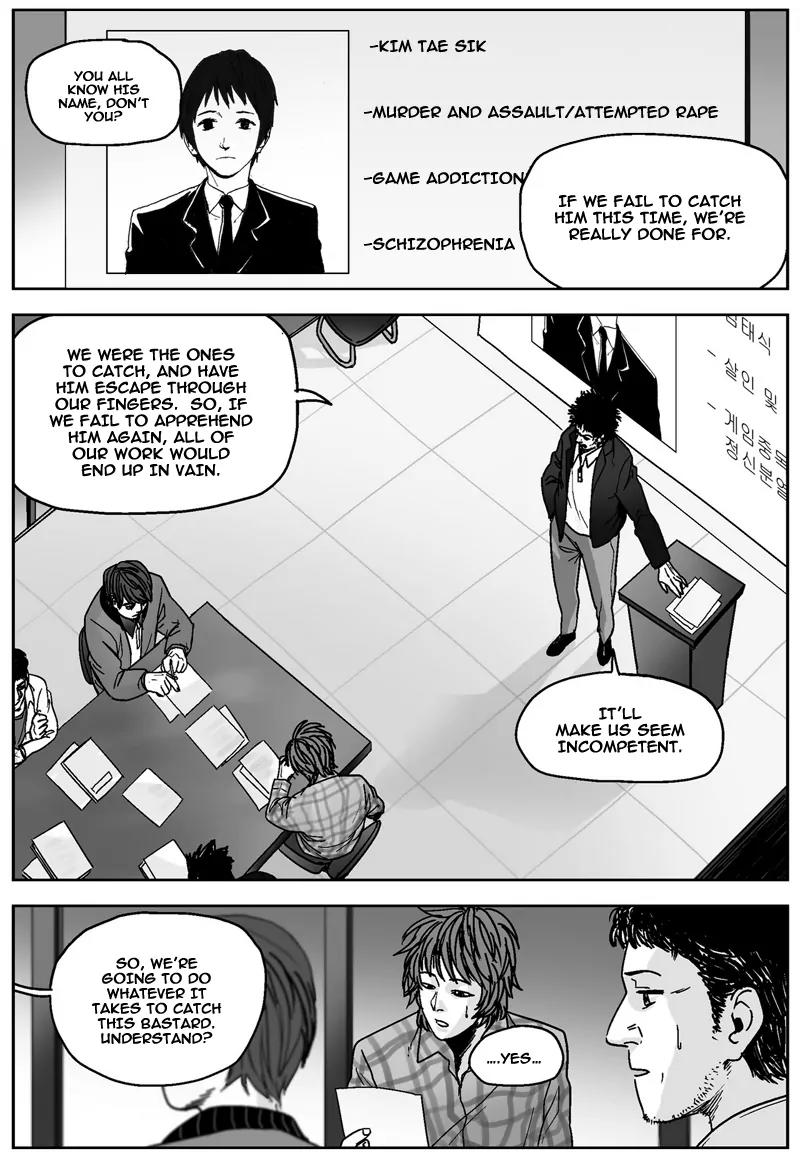 YOU ALL
KNOW HIS
NAME, DON'T
YOU?
-KIM TAE SIK
-MURDER AND ASSAULT/ATTEMPTED RAPE
-GAME ADDICTION
-SCHIZOPHRENIA
IF WE FAIL TO CATCH
HIM THIS TIME, WE'RE
REALLY DONE FOR.
WE WERE THE ONES
TO CATCH, AND HAVE
HIM ESCAPE THROUGH
OUR FINGERS. SO, IF
WE FAIL TO APPREHEND
HIM AGAIN, ALL OF
OUR WORK WOULD
END UP IN VAIN.
태식
- 살인 및
- 게임중독
정신분열
IT'LL
MAKE US SEEM
INCOMPETENT.
SO, WE'RE
GOING TO DO
WHATEVER IT
TAKES TO CATCH
THIS BASTARD.
UNDERSTAND?
....YES...